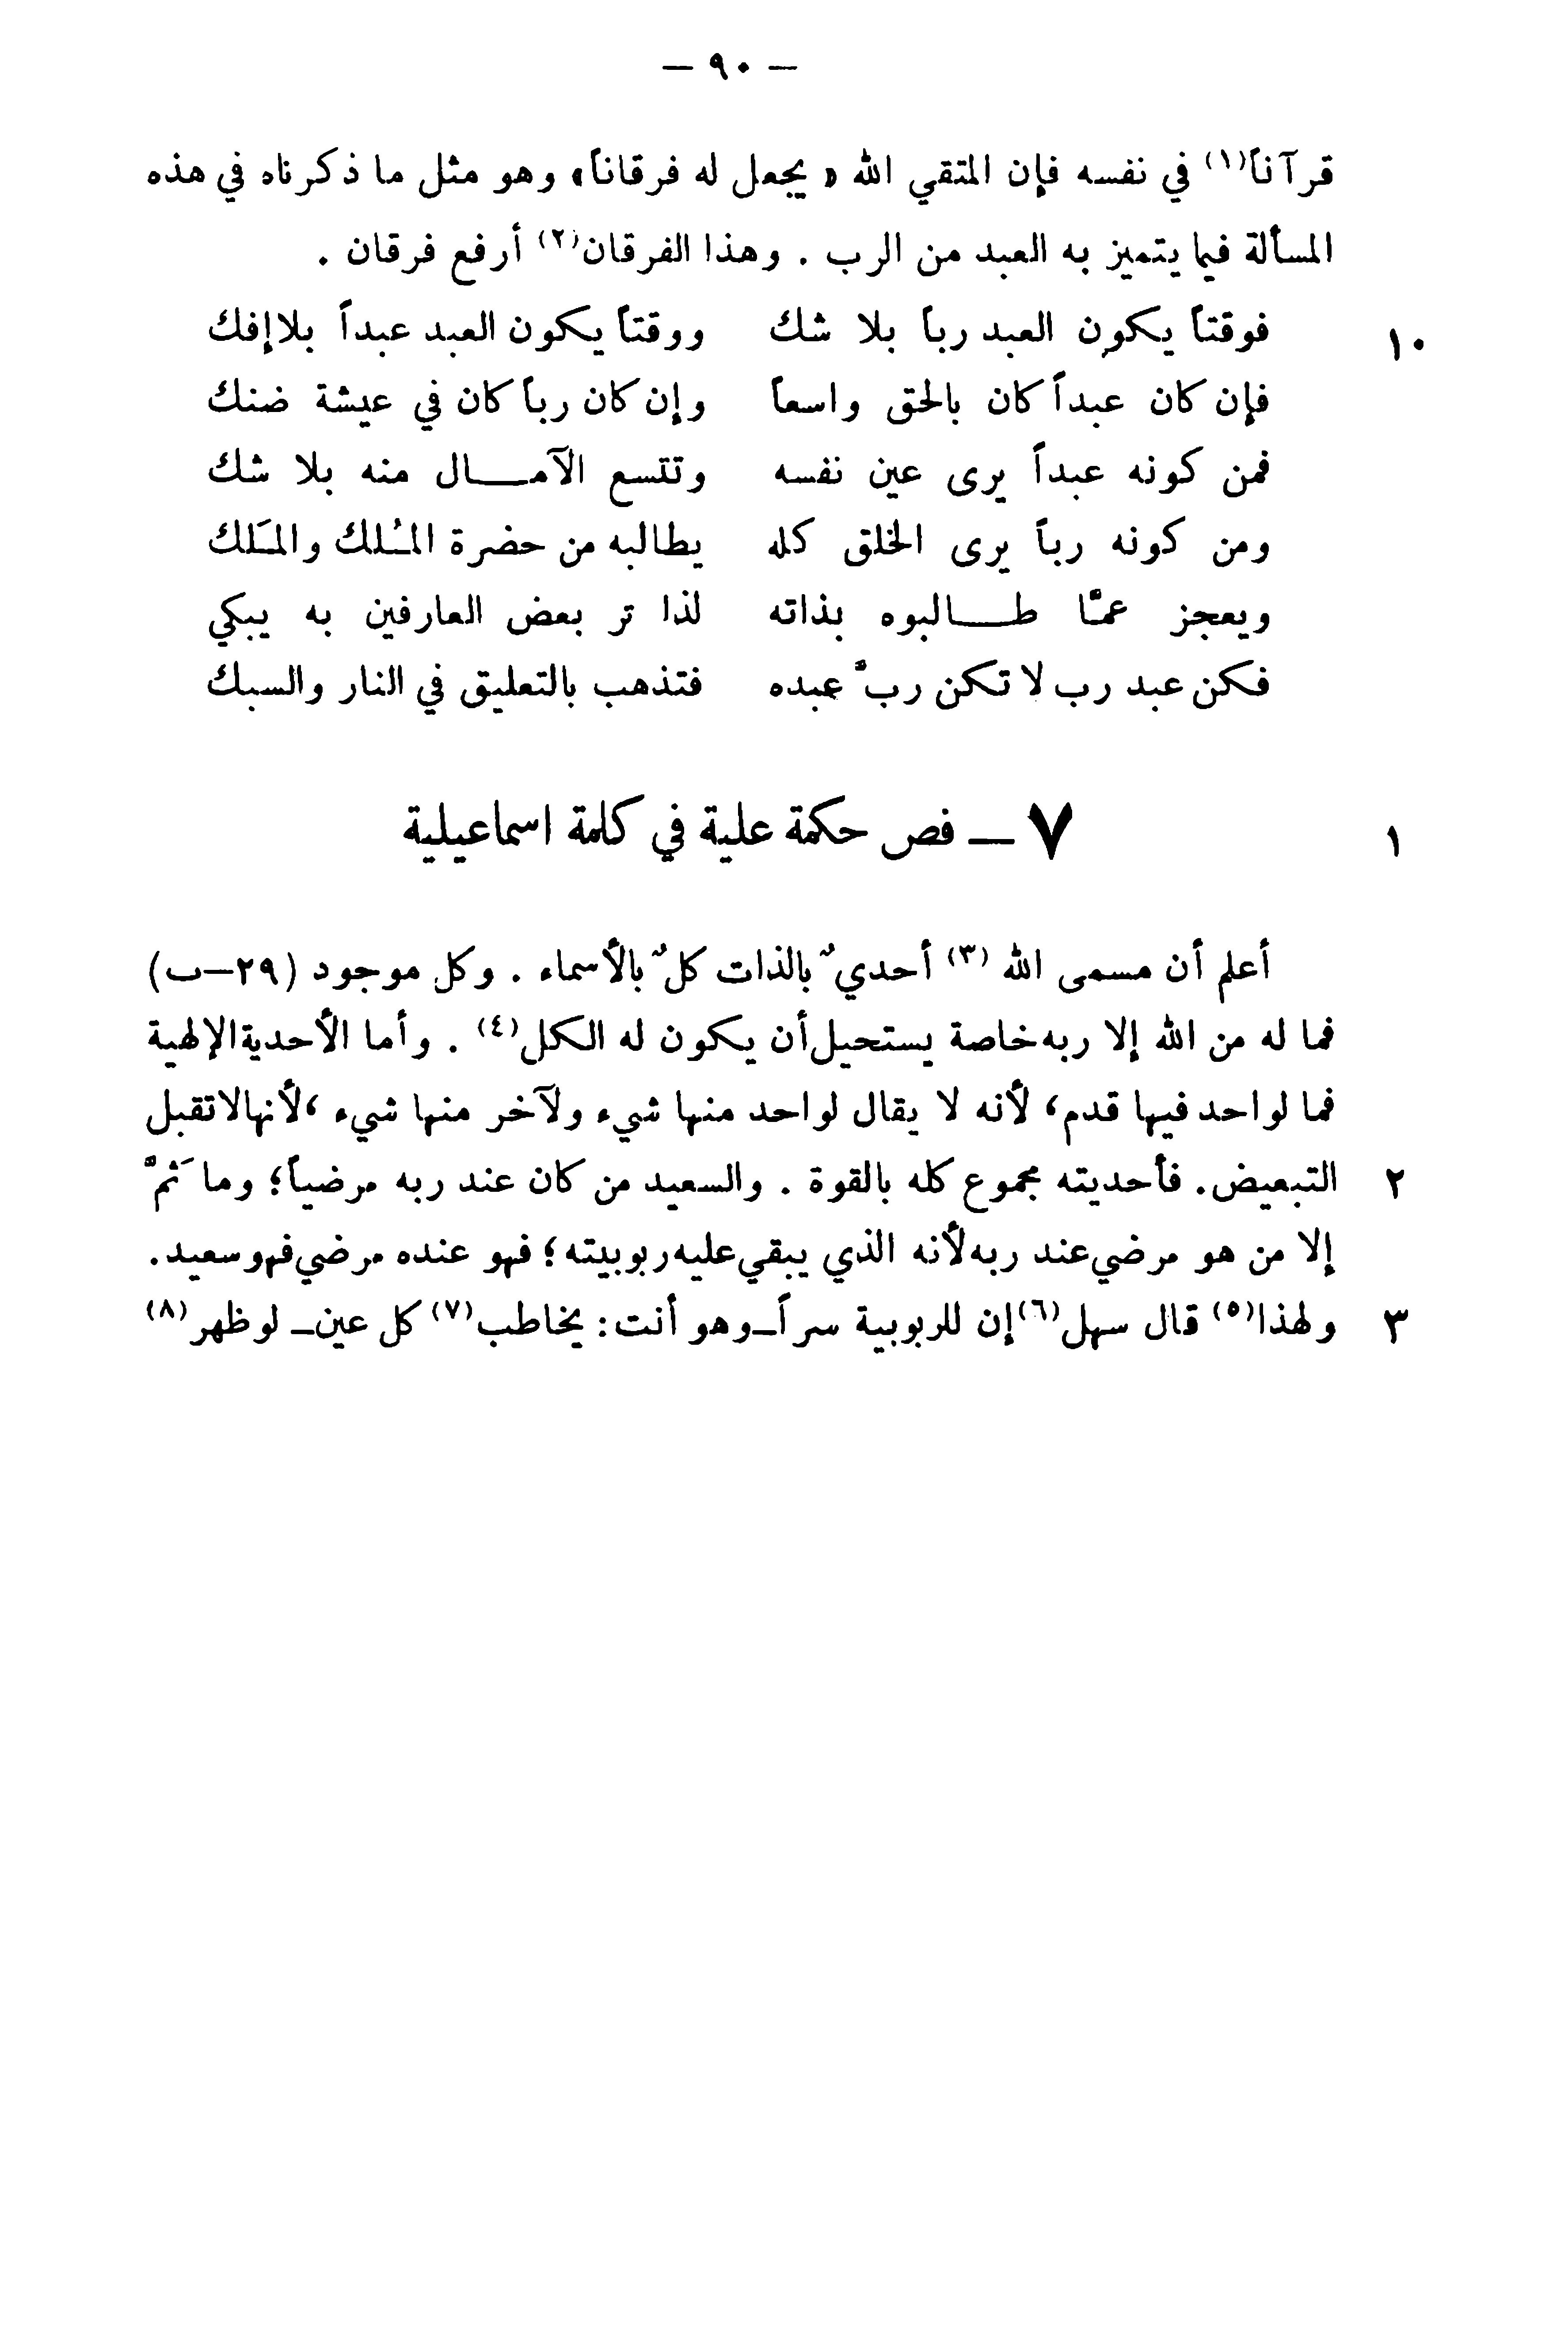 — ٩٠ —
قرآناً(١) في نفسه فإن المتقي الله « يجعل له فرقاناً» وهو مثل ما ذكرناه في هذه
المسألة فيما يتميز به العبد من الرب . وهذا الفرقان(٢) أرفع فرقان .
١٠ فوقتاً يكون العبد رباً بلا شك ووقتاً يكون العبد عبداً بلا إفك
فإن كان عبداً كان بالحق واسعاً وإن كان رباً كان في عيشة ضنك
فمن كونه عبداً يرى عين نفسه وتتسع الآمـــال منه بلا شك
ومن كونه رباً يرى الخلق كله يطالبه من حضرة المُلك والمَلك
ويعجز عمَّا طـــالبوه بذاته لذا تر بعض العارفين به يبكي
فكن عبد رب لا تكن ربَّ عبده فتذهب بالتعليق في النار والسبك
١ ٧ — فص حكمة علية في كلمة اسماعيلية
أعلم أن مسمى الله (٣) أحديٌ بالذات كلٌ بالأسماء . وكل موجود (٢٩–ب)
فما له من الله إلا ربه خاصة يستحيل أن يكون له الكل(٤) . وأما الأحدية الإلهية
فما لواحد فيها قدم، لأنه لا يقال لواحد منها شيء ولآخر منها شيء، لأنها لا تقبل
٢ التبعيض. فأحديته مجموع كله بالقوة . والسعيد من كان عند ربه مرضياً؛ وما ثَمَّ
إلا من هو مرضي عند ربه لأنه الذي يبقي عليه ربوبيته؛ فهو عنده مرضي فهو سعيد.
٣ ولهذا(٥) قال سهل(٦) إن للربوبية سراً–وهو أنت: يخاطب(٧) كل عين– لو ظهر(٨)